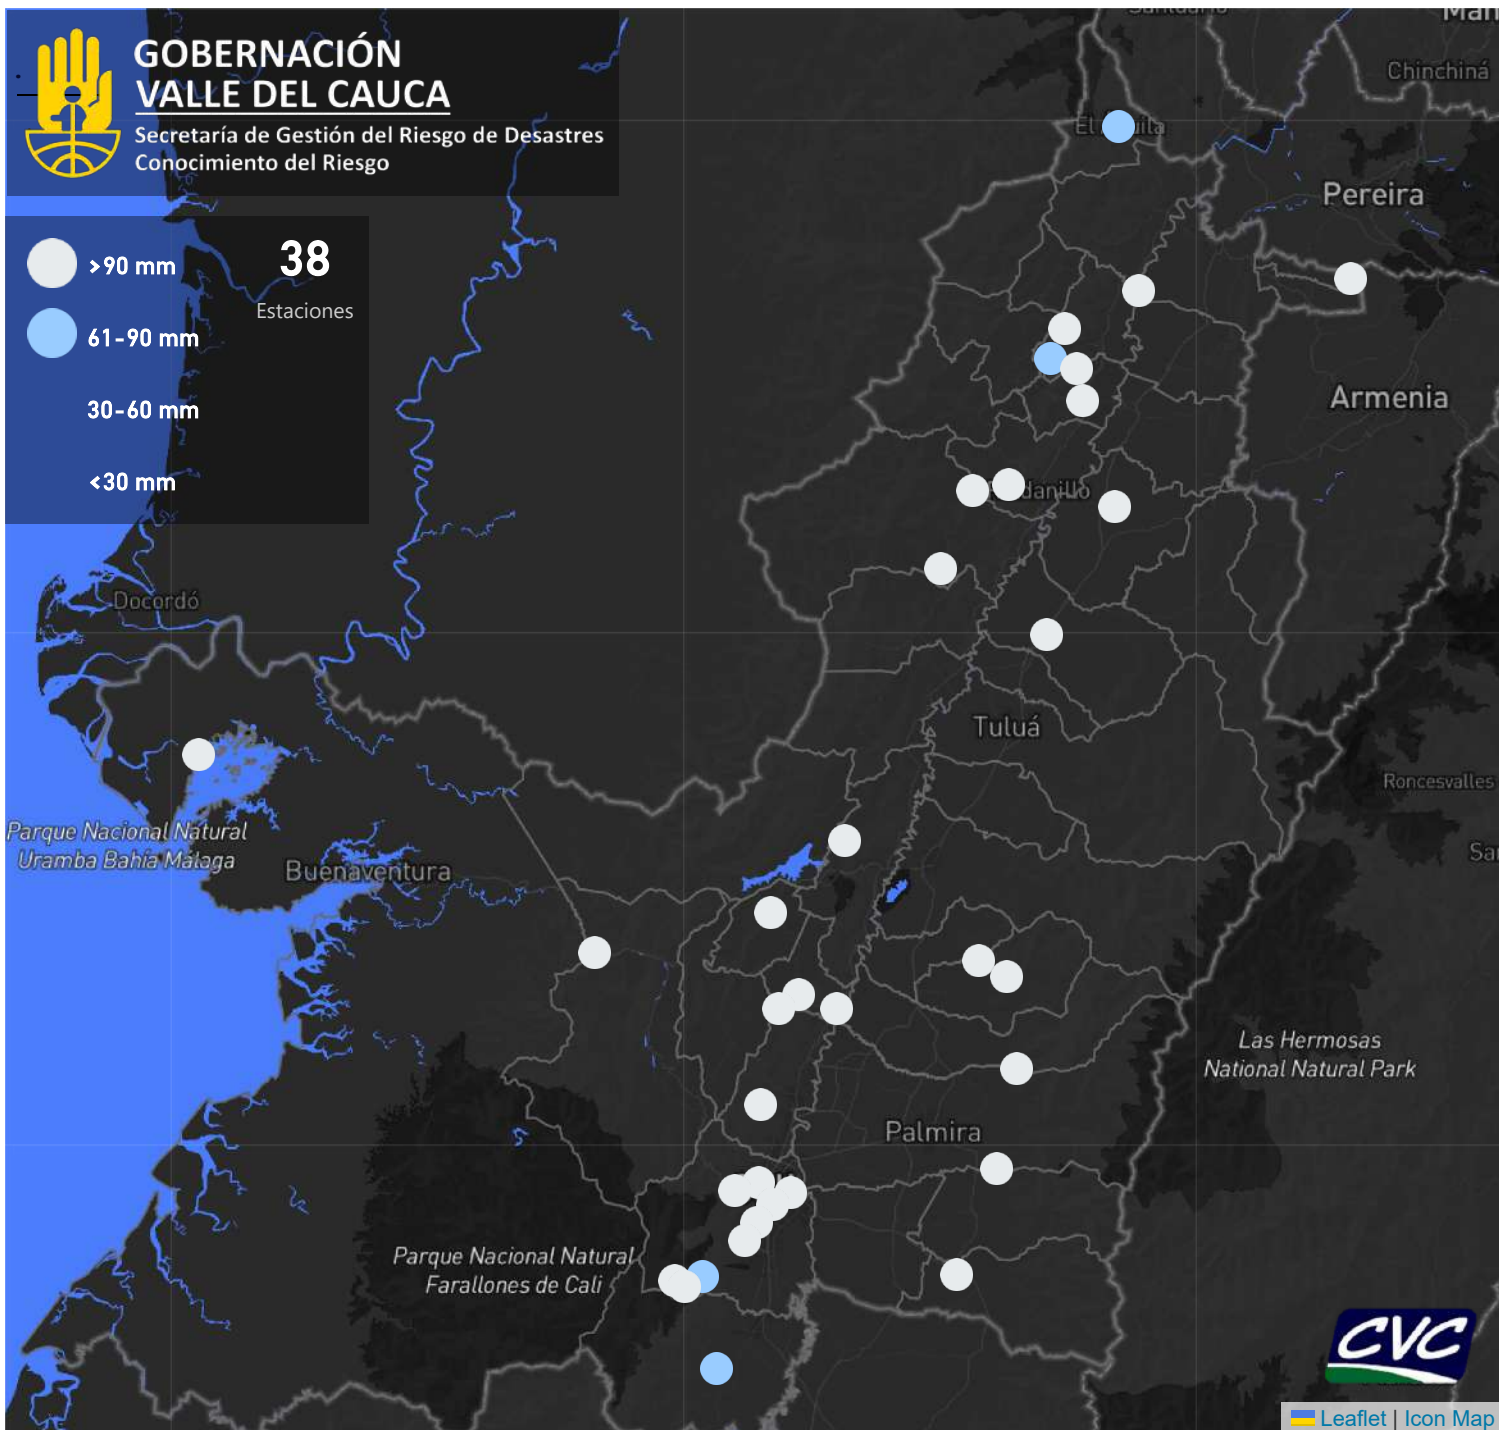 GOBERNACIÓN
VALLE DEL CAUCA
Secretaría de Gestión del Riesgo de Desastres
Conocimiento del Riesgo
>90 mm
38
Estaciones
61-90 mm
30-60 mm
<30 mm
Chinchiná
Pereira
Armenia
Docordó
Tuluá
Roncesvalles
Parque Nacional Natural
Uramba Bahía Málaga
Buenaventura
Las Hermosas
National Natural Park
Palmira
Parque Nacional Natural
Farallones de Cali
CVC
Leaflet | Icon Map